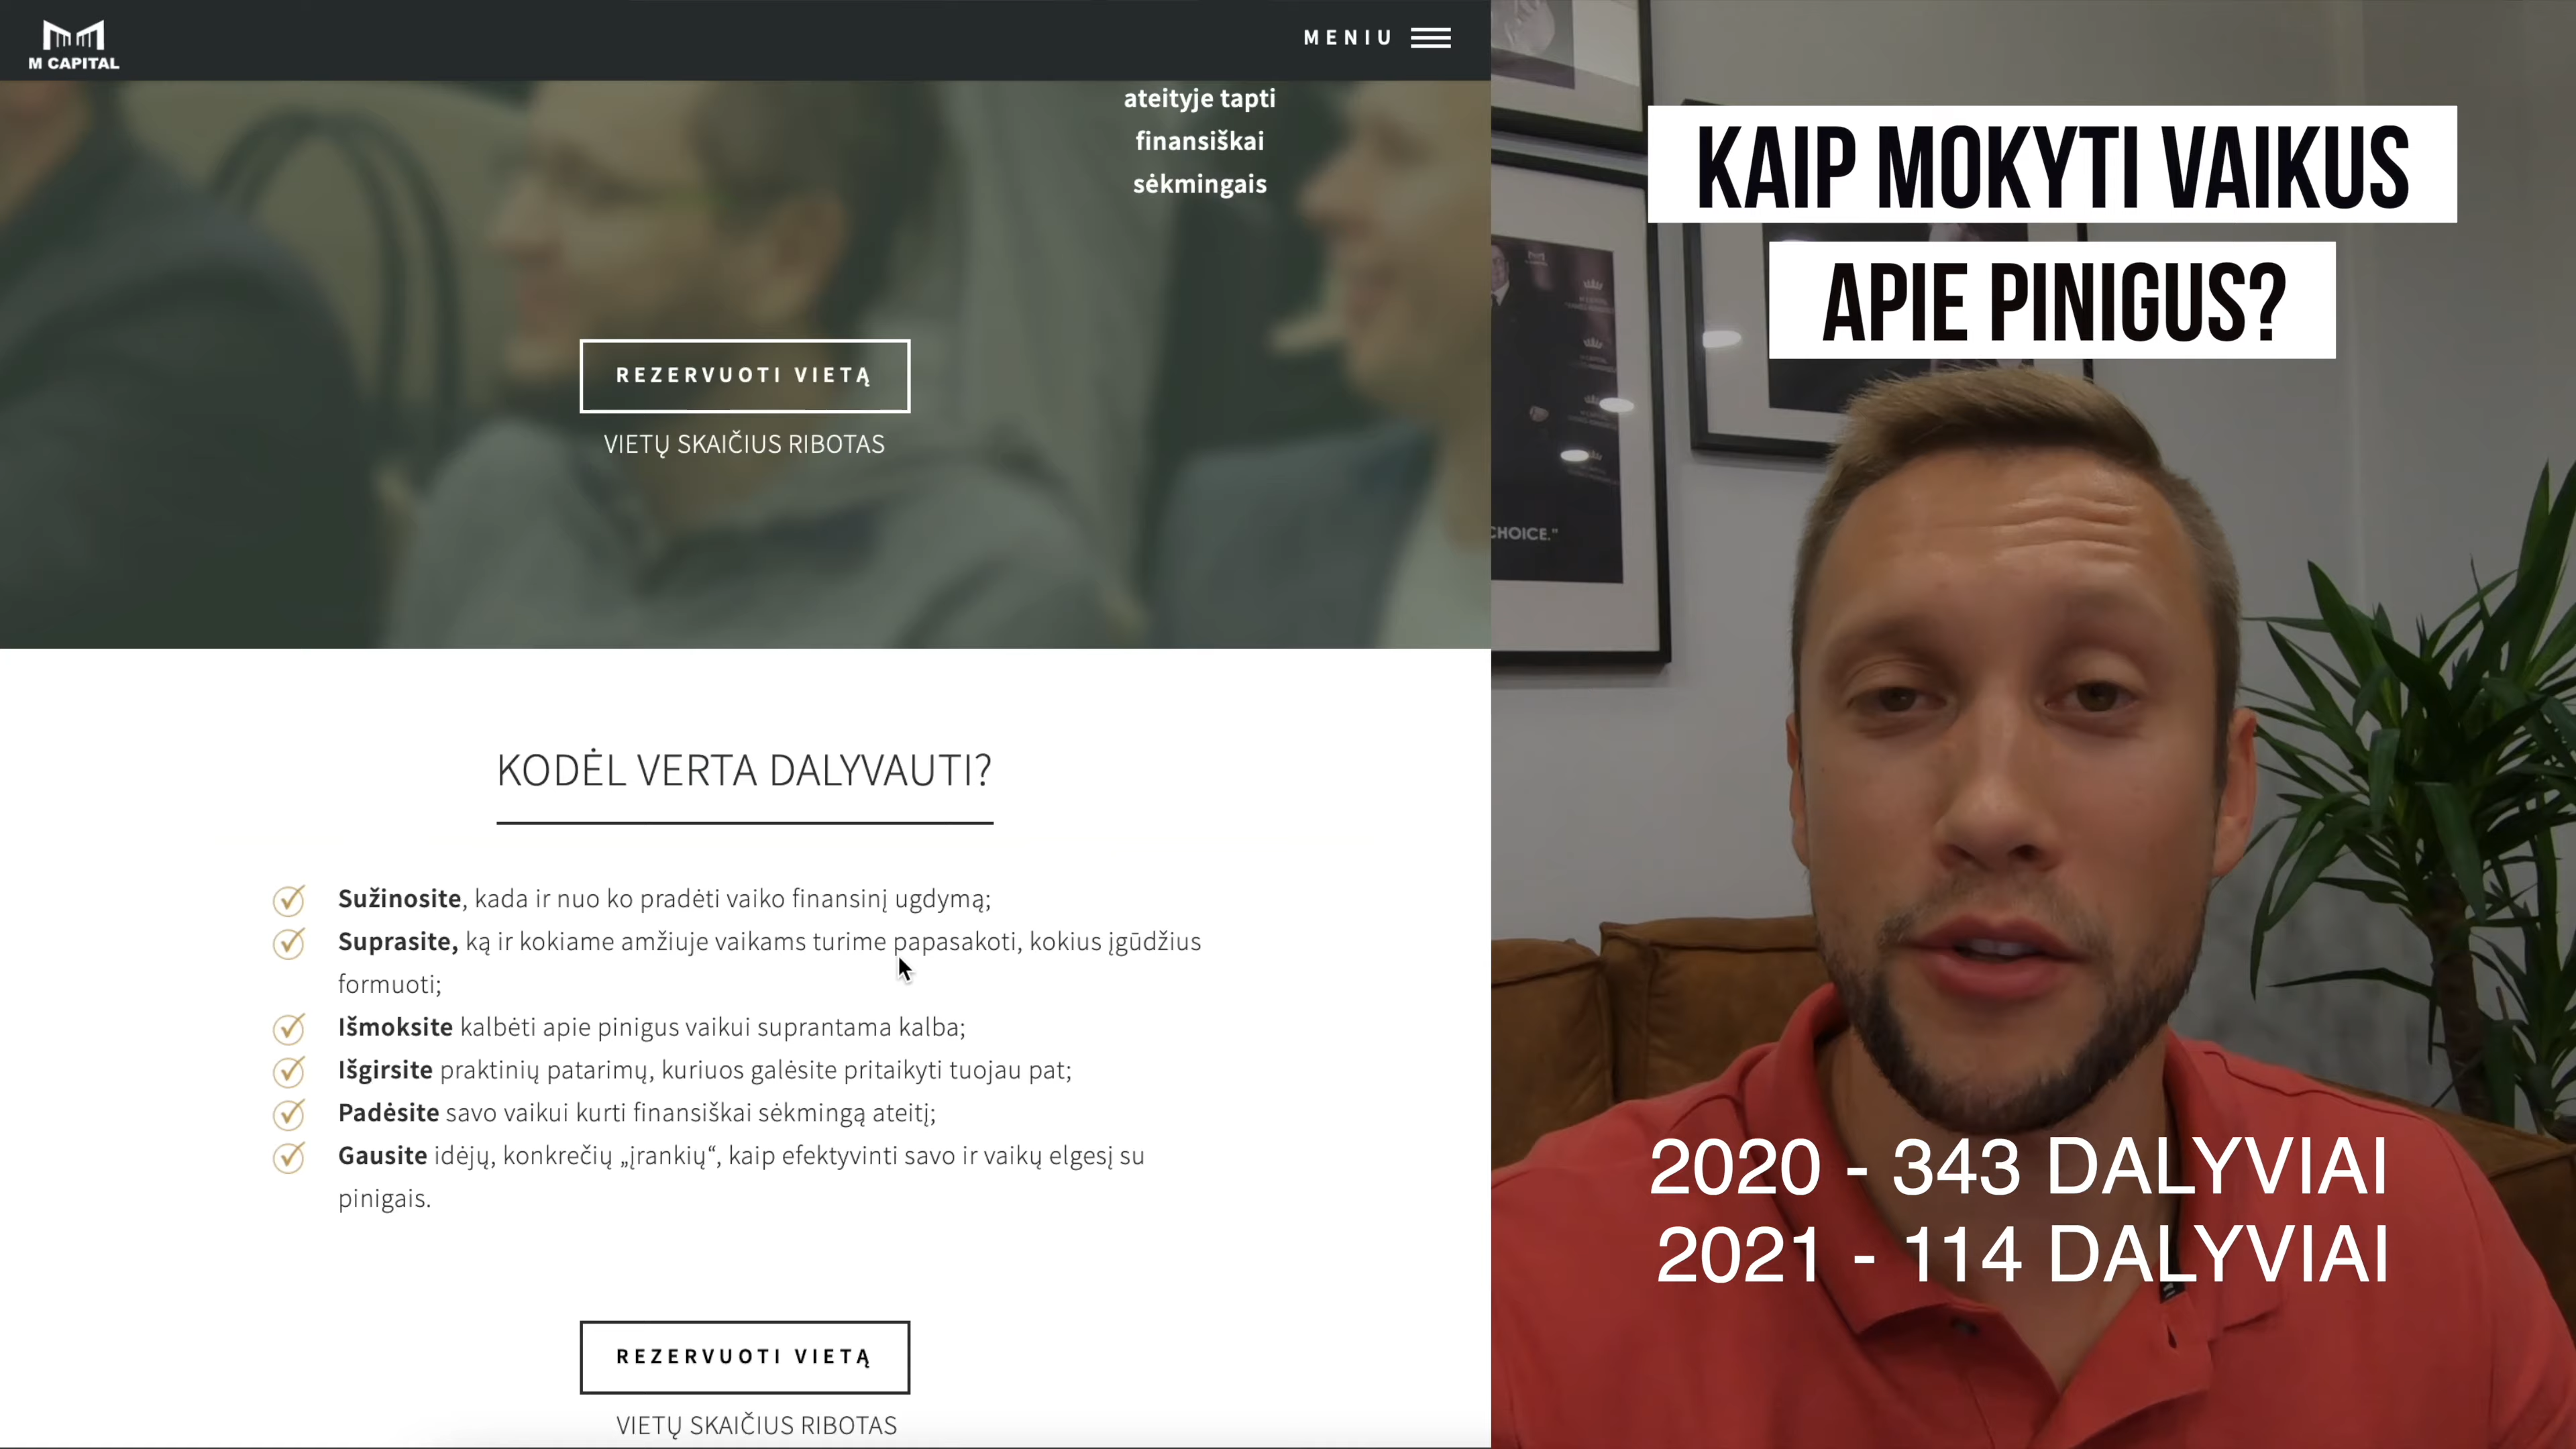 M CAPITAL
MENIU
ateityje tapti
finansiškai
sėkmingais
REZERVUOTI VIETĄ
VIETŲ SKAIČIUS RIBOTAS
KODĖL VERTA DALYVAUTI?
Sužinosite, kada ir nuo ko pradėti vaiko finansinį ugdymą;
Suprasite, ką ir kokiame amžiuje vaikams turime papasakoti, kokius įgūdžius
formuoti;
Išmoksite kalbėti apie pinigus vaikui suprantama kalba;
Išgirsite praktinių patarimų, kuriuos galėsite pritaikyti tuojau pat;
Padėsite savo vaikui kurti finansiškai sėkmingą ateitį;
Gausite idėjų, konkrečių „įrankių“, kaip efektyvinti savo ir vaikų elgesį su
pinigais.
REZERVUOTI VIETĄ
VIETŲ SKAIČIUS RIBOTAS
KAIP MOKYTI VAIKUS
APIE PINIGUS?
CHOICE."
2020 - 343 DALYVIAI
2021 - 114 DALYVIAI